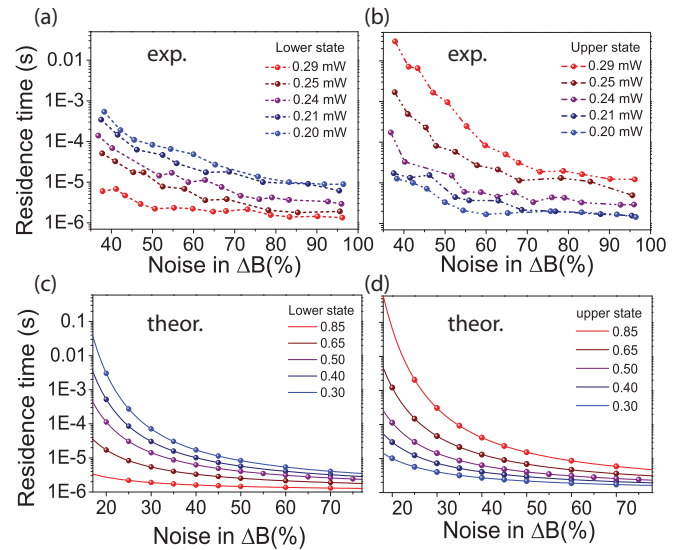 (a)
exp.
Lower state
0.29 mW
0.25 mW
0.24 mW
0.21 mW
0.20 mW
0.01
1E-3
1E-4
1E-5
1E-6
Residence time (s)
40 50 60 70 80 90 100
Noise in ΔB(%)
(b)
exp.
Upper state
0.29 mW
0.25 mW
0.24 mW
0.21 mW
0.20 mW
40 50 60 70 80 90 100
Noise in ΔB(%)
(c)
theor.
Lower state
0.85
0.65
0.50
0.40
0.30
0.1
0.01
1E-3
1E-4
1E-5
1E-6
Residence time (s)
20 30 40 50 60 70
Noise in ΔB(%)
(d)
theor.
upper state
0.85
0.65
0.50
0.40
0.30
20 30 40 50 60 70
Noise in ΔB(%)